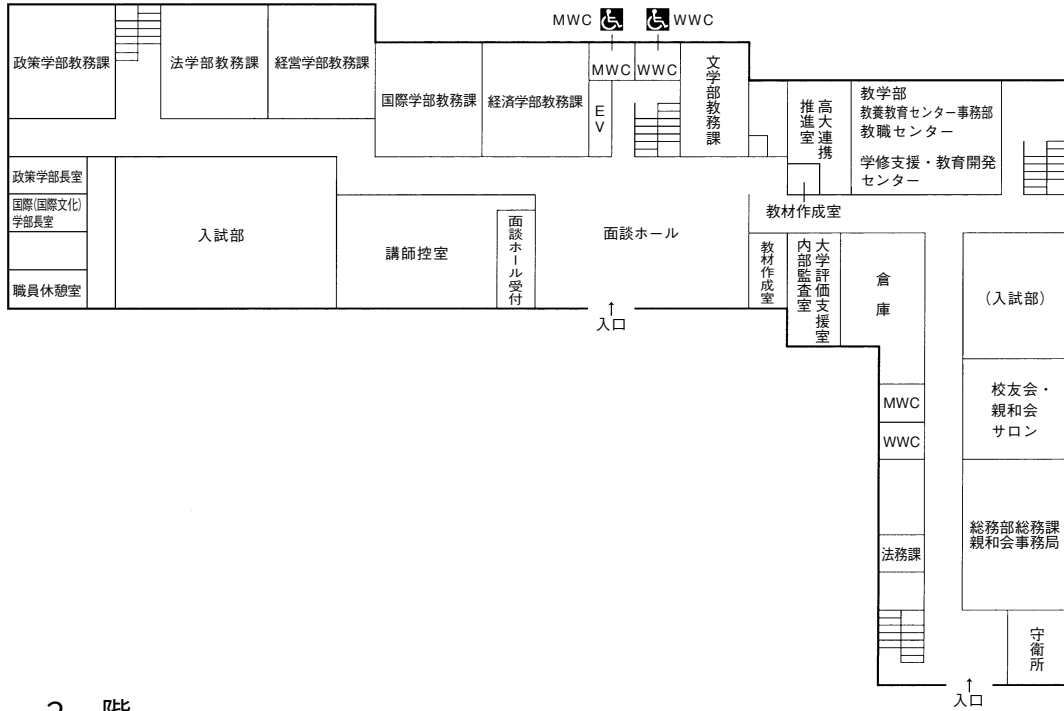 MWC WWC
政策学部教務課
法学部教務課
経営学部教務課
国際学部教務課
経済学部教務課
MWC
WWC
EV
文学部教務課
高大連携
推進室
教学部
教養教育センター事務部
教職センター
学修支援・教育開発
センター
教材作成室
政策学部長室
国際(国際文化)
学部長室
職員休憩室
入試部
講師控室
面談ホール受付
面談ホール
教材作成室
大学評価支援室
内部監査室
倉庫
(入試部)
↑
入口
MWC
WWC
校友会・
親和会
サロン
法務課
総務部総務課
親和会事務局
守衛所
↑
入口